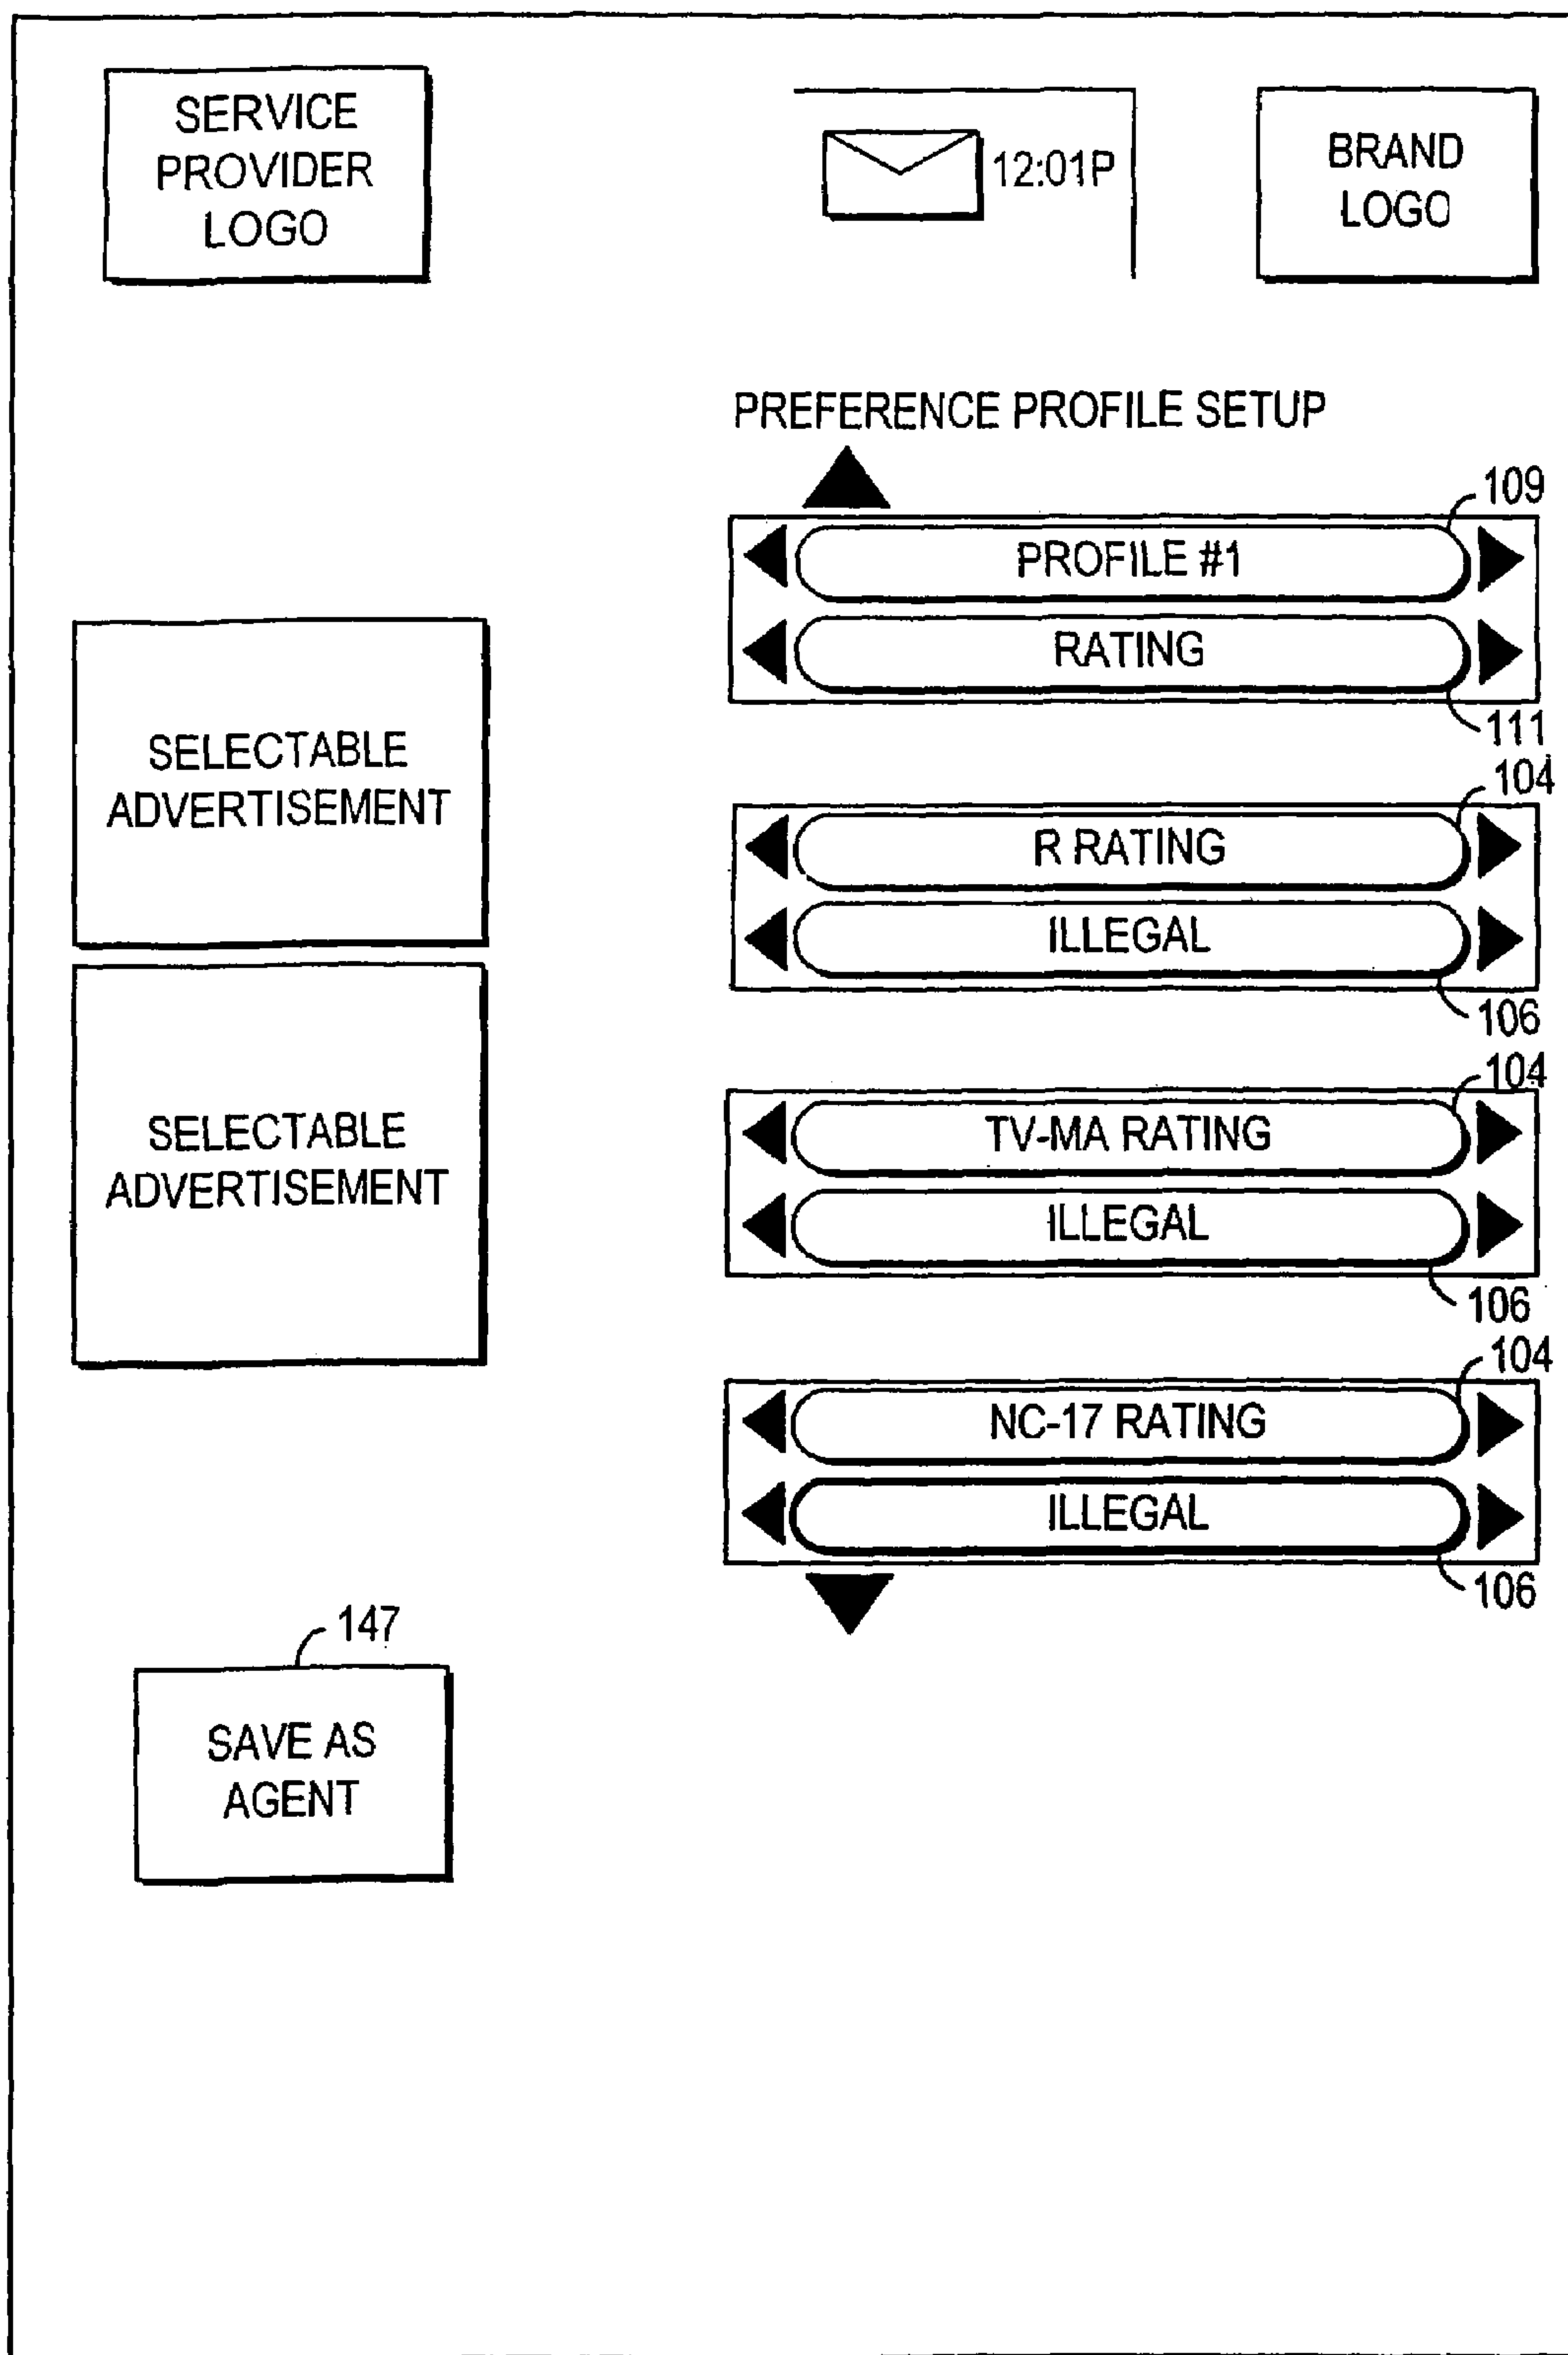 SERVICE
PROVIDER
LOGO
12:01P
BRAND
LOGO
PREFERENCE PROFILE SETUP
109
PROFILE #1
RATING
111
SELECTABLE
ADVERTISEMENT
104
R RATING
ILLEGAL
106
SELECTABLE
ADVERTISEMENT
104
TV-MA RATING
ILLEGAL
106
104
NC-17 RATING
ILLEGAL
106
147
SAVE AS
AGENT